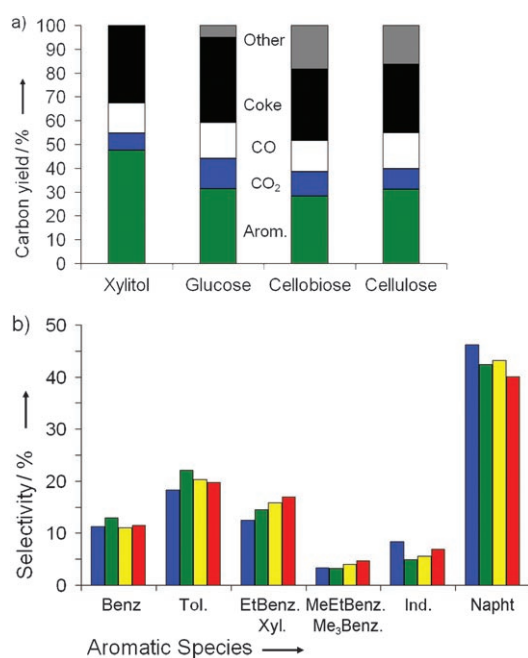 a)
100
90
80
70
60
50
40
30
20
10
0
Carbon yield / % ⟶
Other
Coke
CO
CO₂
Arom.
Xylitol Glucose Cellobiose Cellulose
b)
50
40
30
20
10
0
Selectivity / % ⟶
Benz Tol. EtBenz. MeEtBenz. Ind. Napht
Xyl. Me₃Benz.
Aromatic Species ⟶